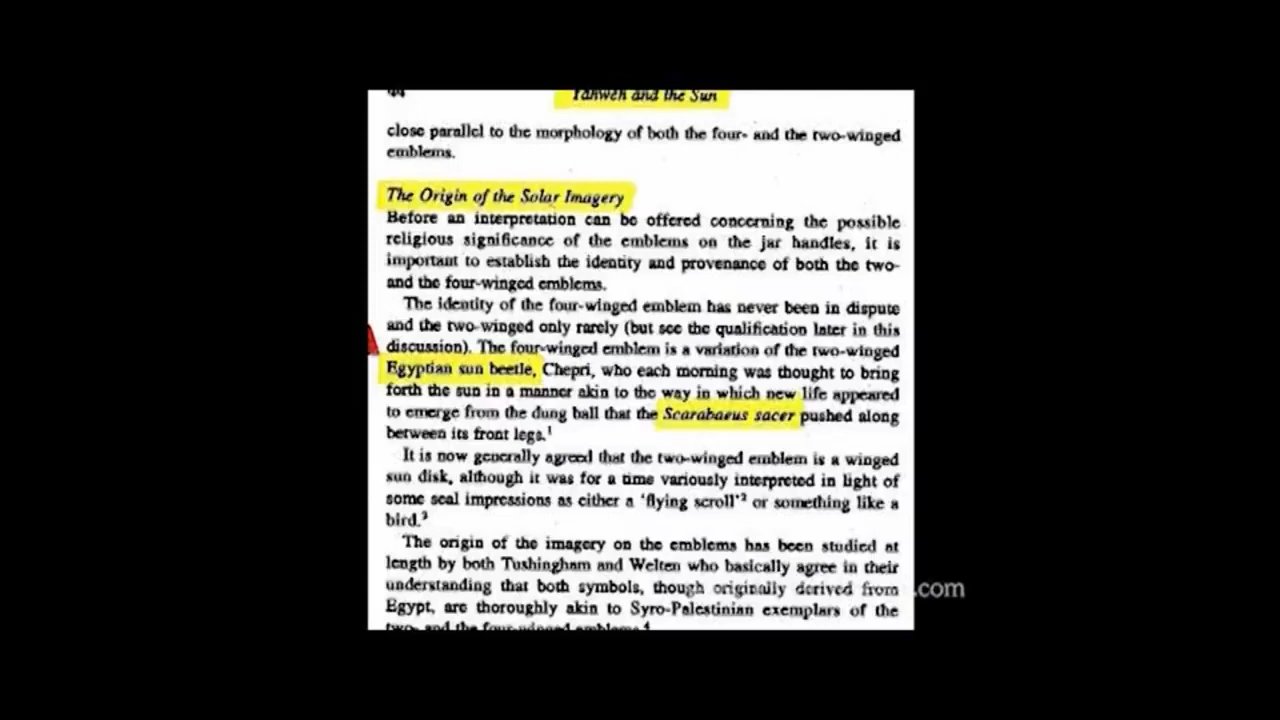 44 Yahweh and the Sun
close parallel to the morphology of both the four- and the two-winged
emblems.
The Origin of the Solar Imagery
Before an interpretation can be offered concerning the possible
religious significance of the emblems on the jar handles, it is
important to establish the identity and provenance of both the two-
and the four-winged emblems.
The identity of the four-winged emblem has never been in dispute
and the two-winged only rarely (but see the qualification later in this
discussion). The four-winged emblem is a variation of the two-winged
Egyptian sun beetle, Chepri, who each morning was thought to bring
forth the sun in a manner akin to the way in which new life appeared
to emerge from the dung ball that the Scarabaeus sacer pushed along
between its front legs.¹
It is now generally agreed that the two-winged emblem is a winged
sun disk, although it was for a time variously interpreted in light of
some seal impressions as either a 'flying scroll'² or something like a
bird.³
The origin of the imagery on the emblems has been studied at
length by both Tushingham and Welten who basically agree in their
understanding that both symbols, though originally derived from
Egypt, are thoroughly akin to Syro-Palestinian exemplars of the
two- and the four-winged emblems.⁴
.com